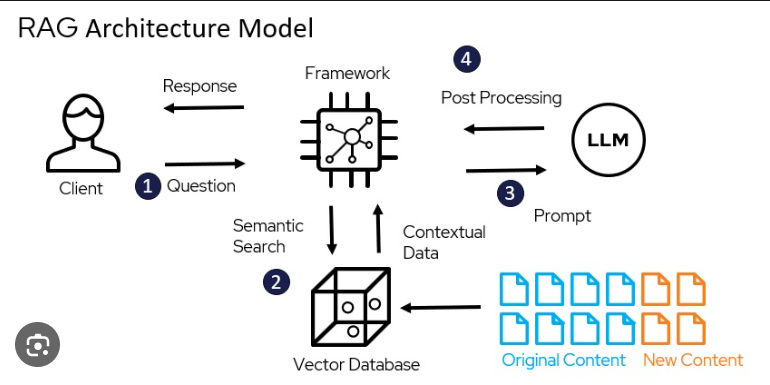 RAG Architecture Model
Framework
4
Response
Post Processing
LLM
Client
1 Question
3
Prompt
Semantic
Search
Contextual
Data
2
Vector Database
Original Content
New Content